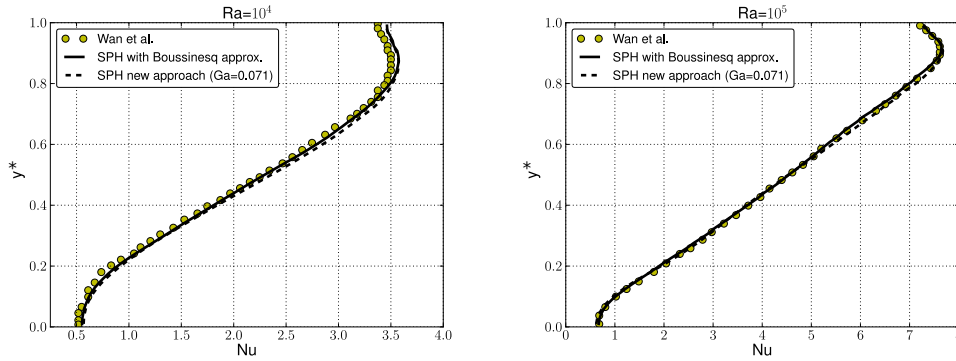 Ra=10⁴
Wan et al.
SPH with Boussinesq approx.
SPH new approach (Ga=0.071)
y*
1.0
0.8
0.6
0.4
0.2
0.0
0.5 1.0 1.5 2.0 2.5 3.0 3.5 4.0
Nu
Ra=10⁵
Wan et al.
SPH with Boussinesq approx.
SPH new approach (Ga=0.071)
y*
1.0
0.8
0.6
0.4
0.2
0.0
0 1 2 3 4 5 6 7 8
Nu